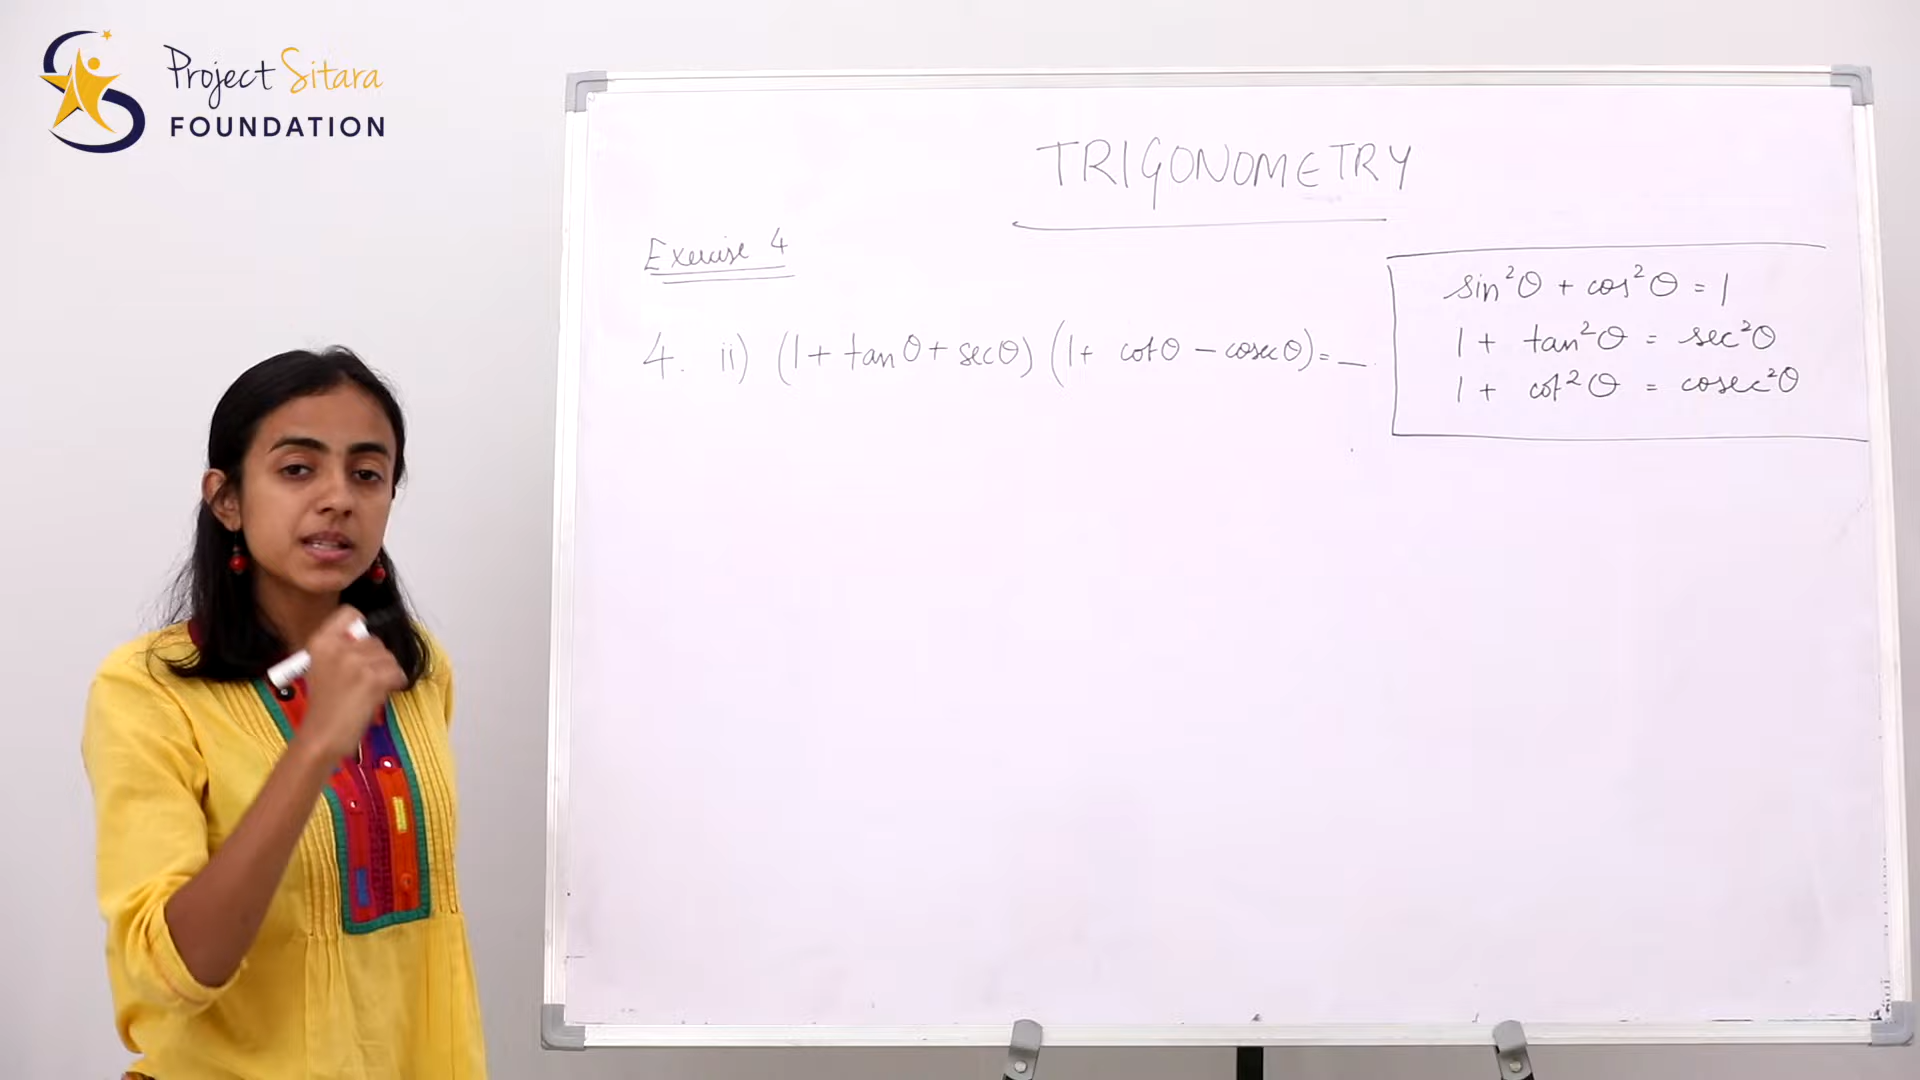 Project Sitara
FOUNDATION
TRIGONOMETRY
Exercise 4
4. ii) (1 + tan θ + sec θ) (1 + cot θ − cosec θ) = __
sin²θ + cos²θ = 1
1 + tan²θ = sec²θ
1 + cot²θ = cosec²θ